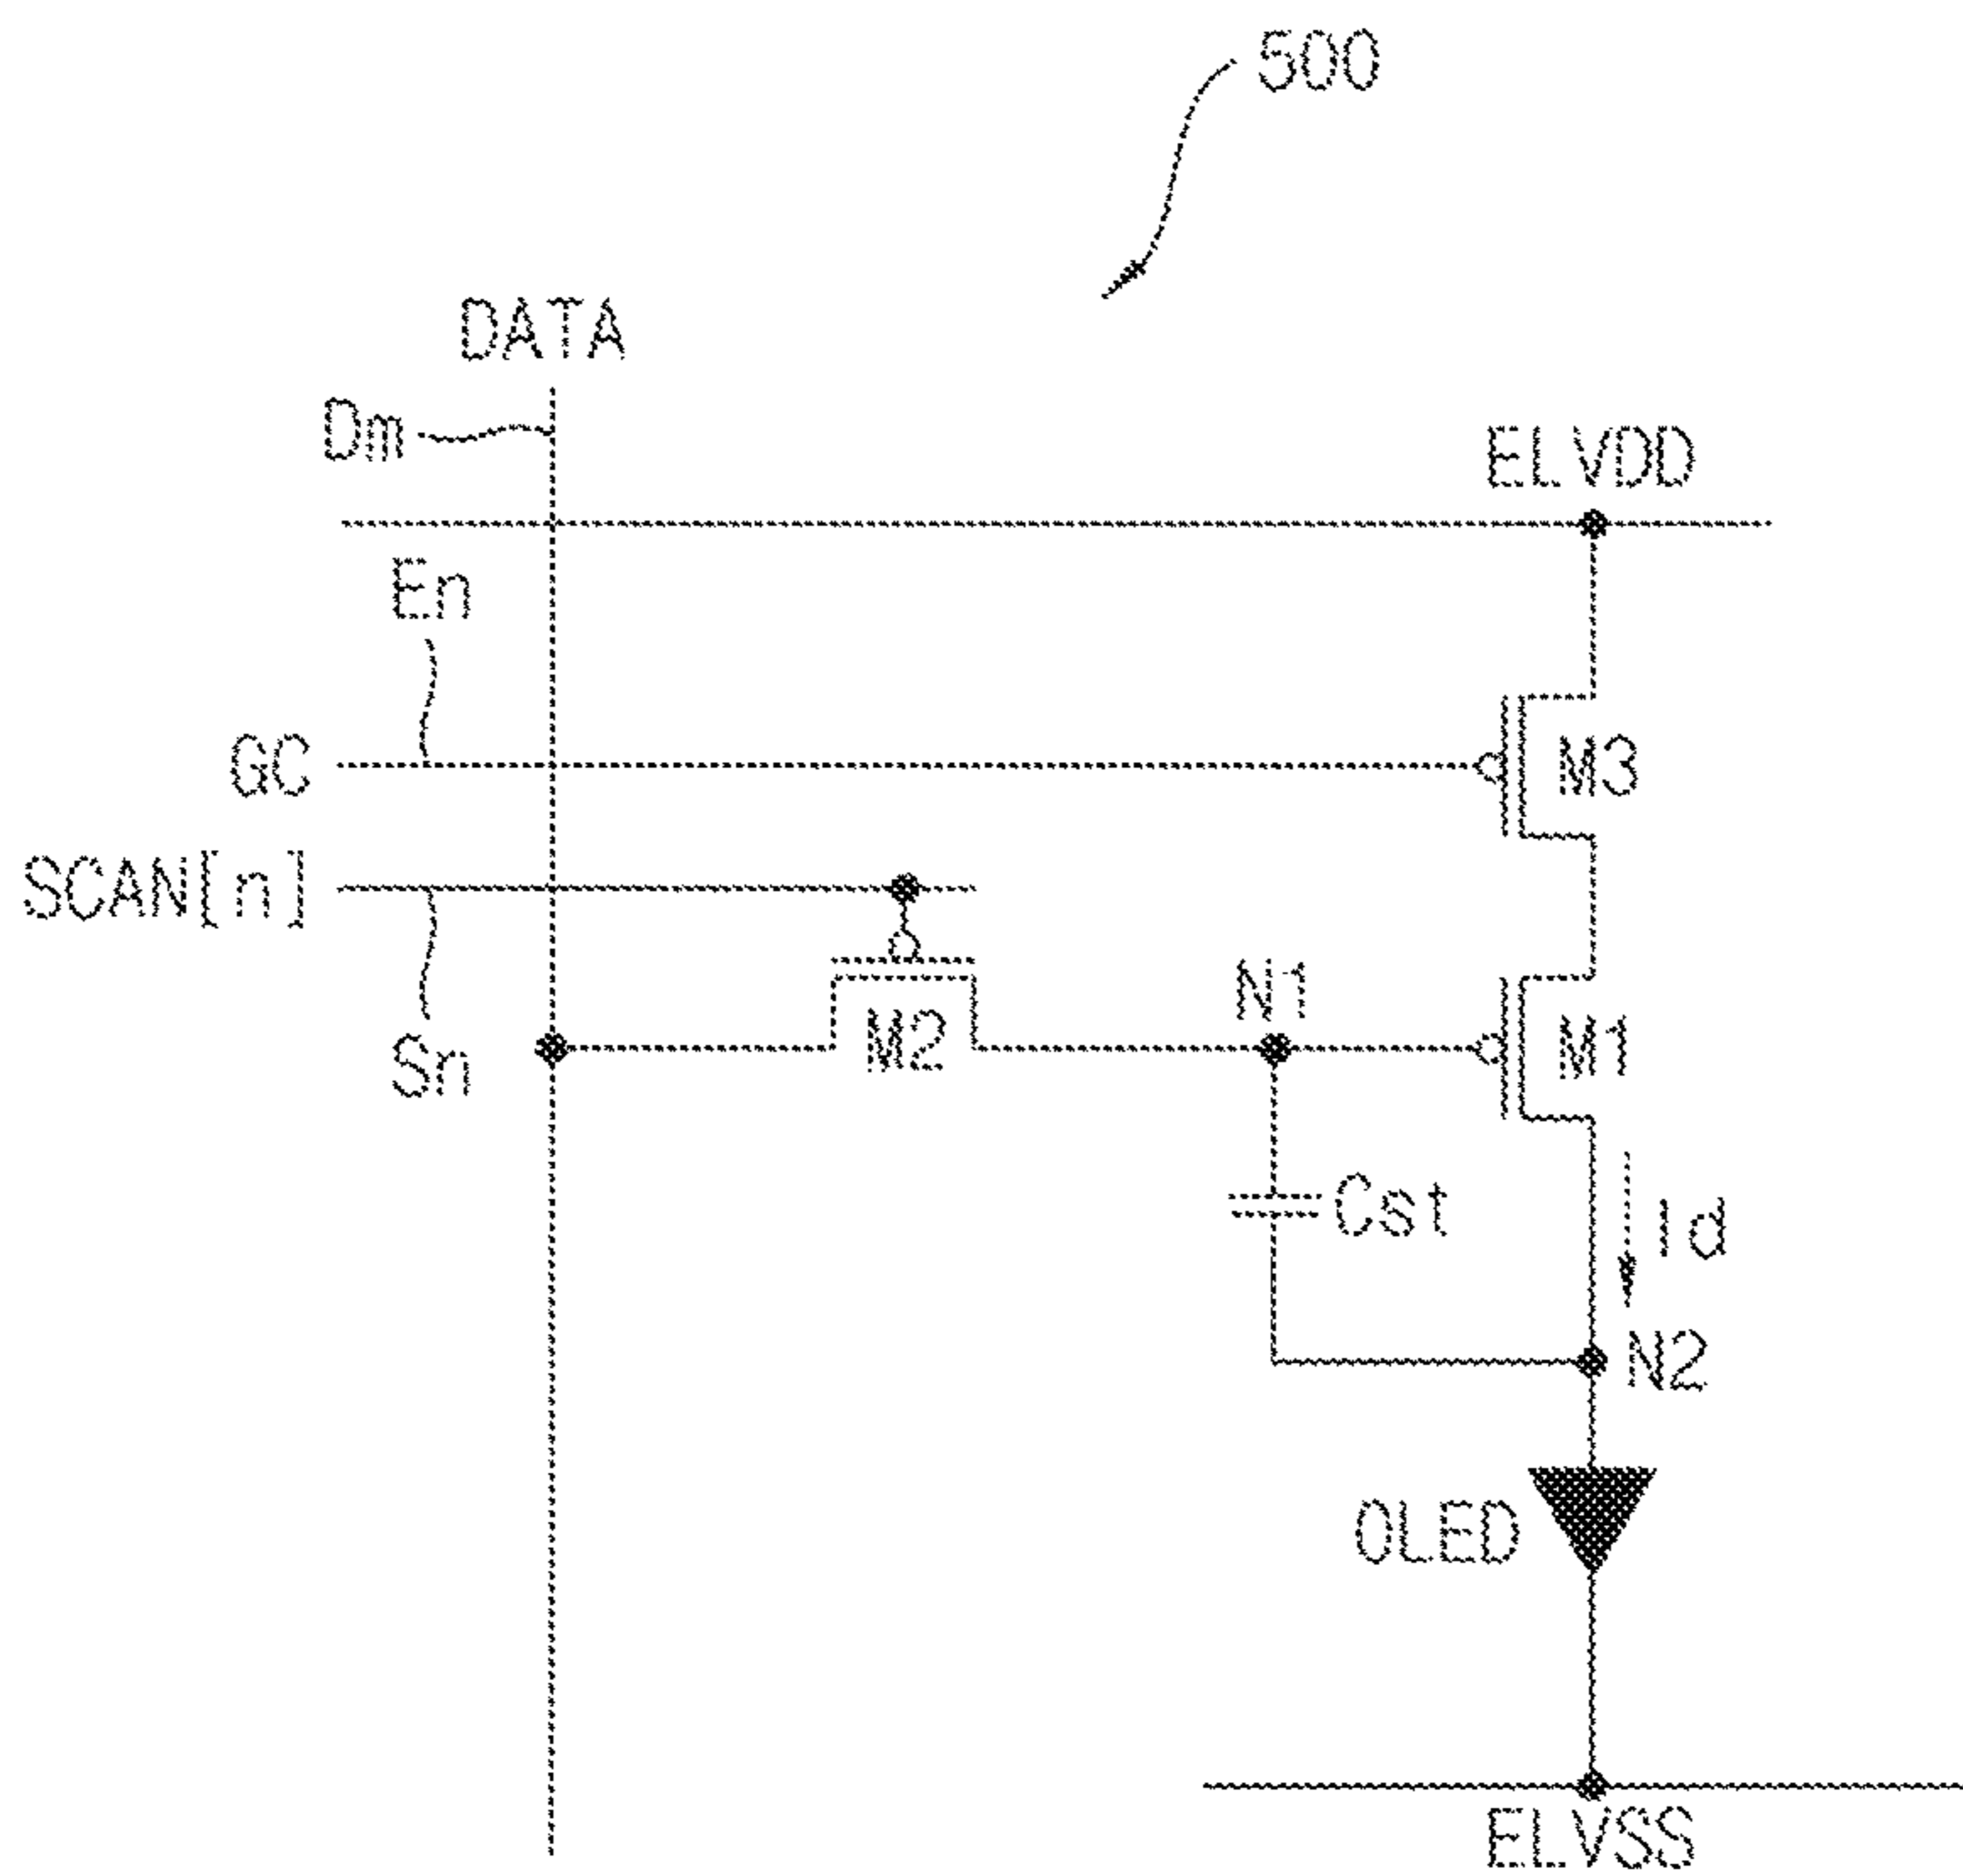 500
DATA
Dm
ELVDD
En
GC
M3
SCAN[n]
N1
M2
M1
Sn
Cst
Id
N2
OLED
ELVSS